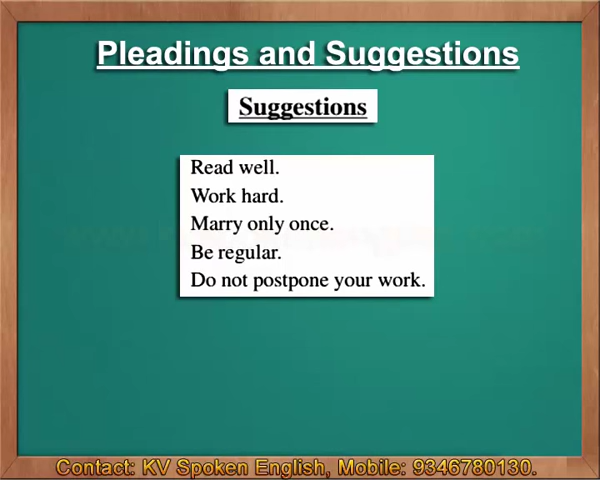 Pleadings and Suggestions
Suggestions
Read well.
Work hard.
Marry only once.
Be regular.
Do not postpone your work.
Contact: KV Spoken English, Mobile: 9346780130.